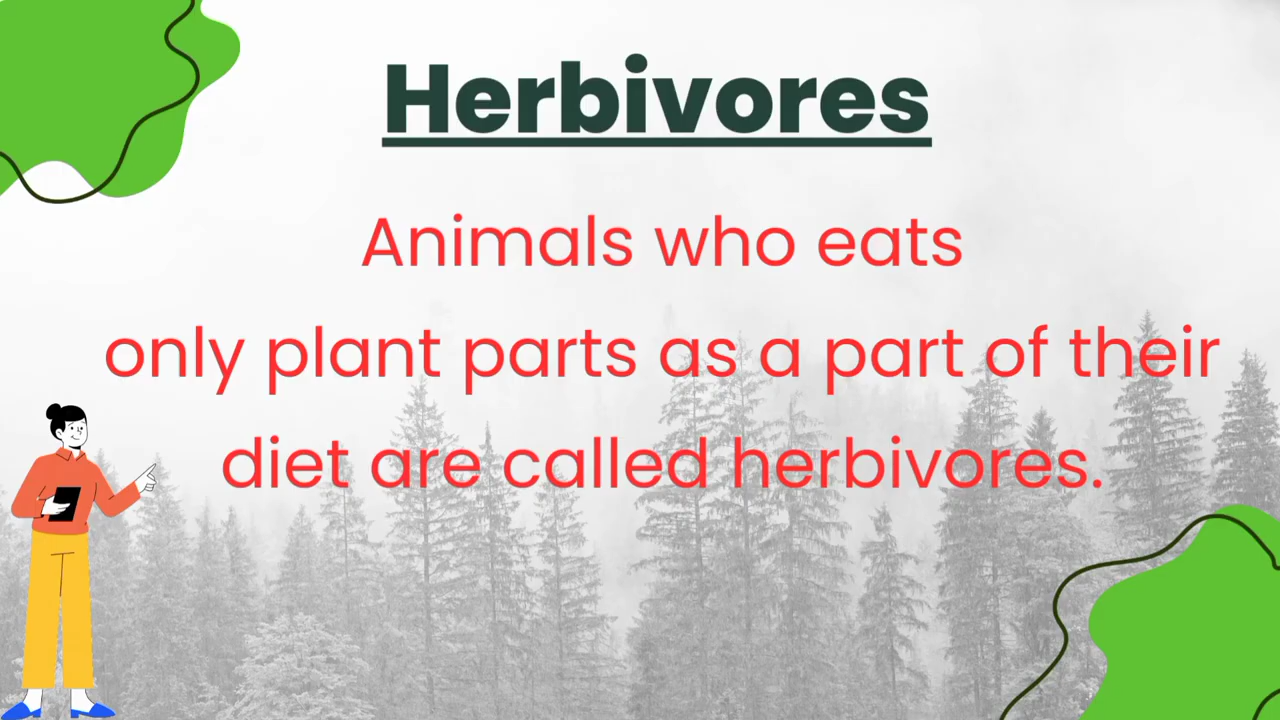 Herbivores
Animals who eats
only plant parts as a part of their
diet are called herbivores.